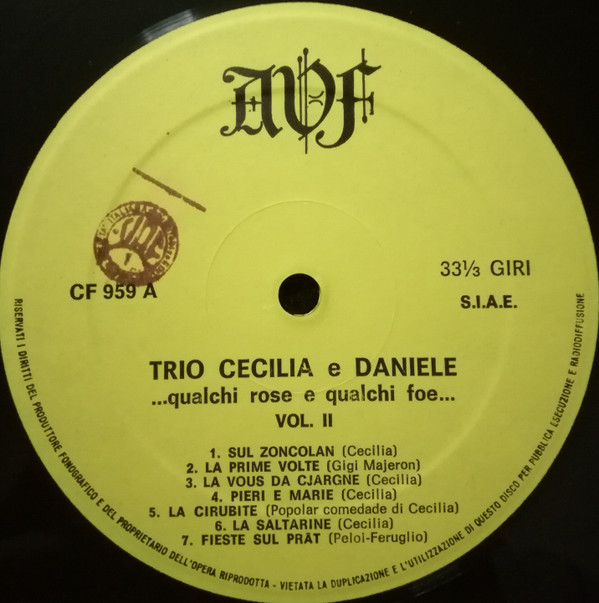 AVF
CF 959 A
33⅓ GIRI
S.I.A.E.
TRIO CECILIA e DANIELE
...qualchi rose e qualchi foe...
VOL. II
1. SUL ZONCOLAN (Cecilia)
2. LA PRIME VOLTE (Gigi Majeron)
3. LA VOUS DA CJARGNE (Cecilia)
4. PIERI E MARIE (Cecilia)
5. LA CIRUBITE (Popolar comedade di Cecilia)
6. LA SALTARINE (Cecilia)
7. FIESTE SUL PRÂT (Peloi-Feruglio)
RISERVATI I DIRITTI DEL PRODUTTORE FONOGRAFICO E DEL PROPRIETARIO DELL'OPERA RIPRODOTTA - VIETATA LA DUPLICAZIONE E L'UTILIZZAZIONE DI QUESTO DISCO PER PUBBLICA ESECUZIONE E RADIODIFFUSIONE